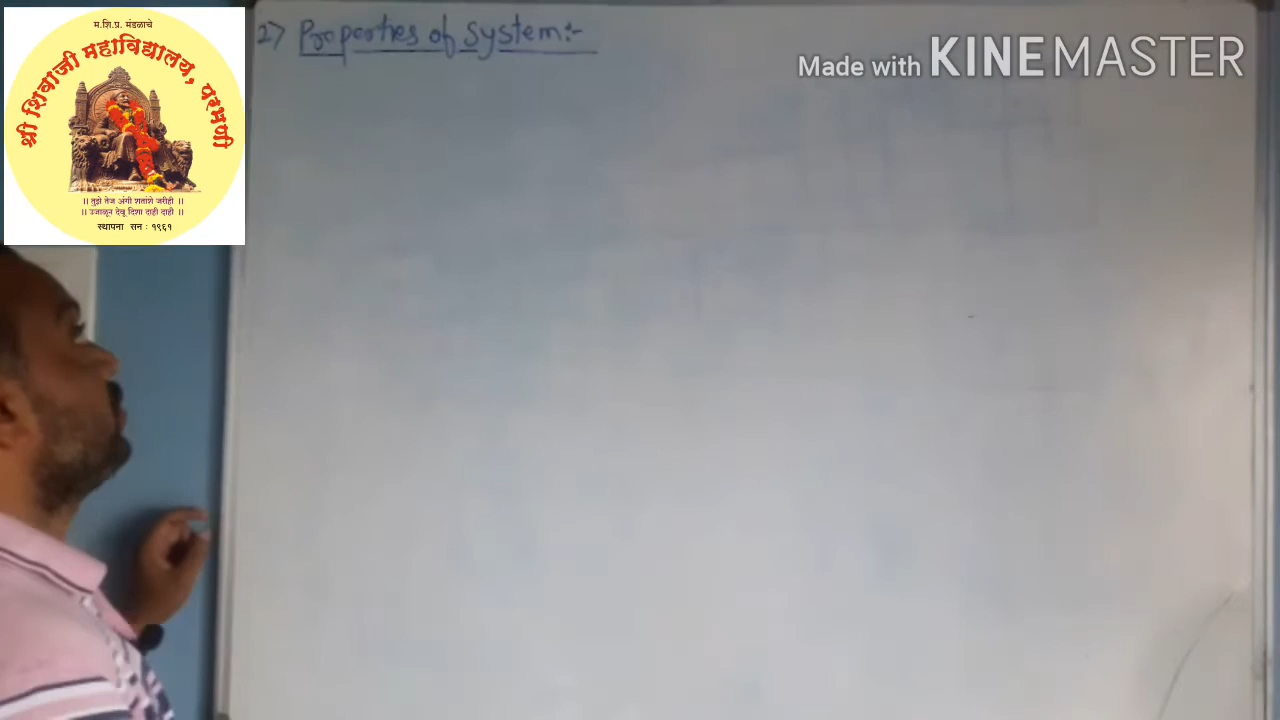 म.शि.प्र. मंडळाचे
श्री शिवाजी महाविद्यालय, परभणी
।। तुझे तेज अंगी शतांशे जरीही ।।
।। उजाळून देवू दिशा दाही दाही ।।
स्थापना सन : १९६१
2) Properties of system:-
Made with KINEMASTER